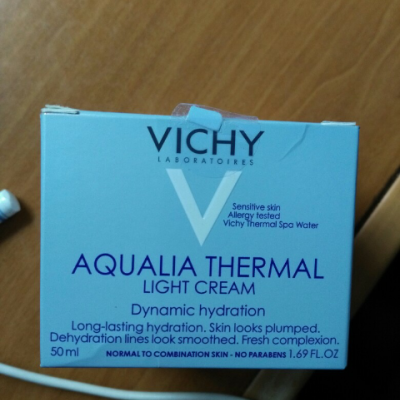 VICHY
LABORATOIRES
V
Sensitive skin
Allergy tested
Vichy Thermal Spa Water
AQUALIA THERMAL
LIGHT CREAM
Dynamic hydration
Long-lasting hydration. Skin looks plumped.
Dehydration lines look smoothed. Fresh complexion.
50 ml NORMAL TO COMBINATION SKIN - NO PARABENS 1.69 FL.OZ